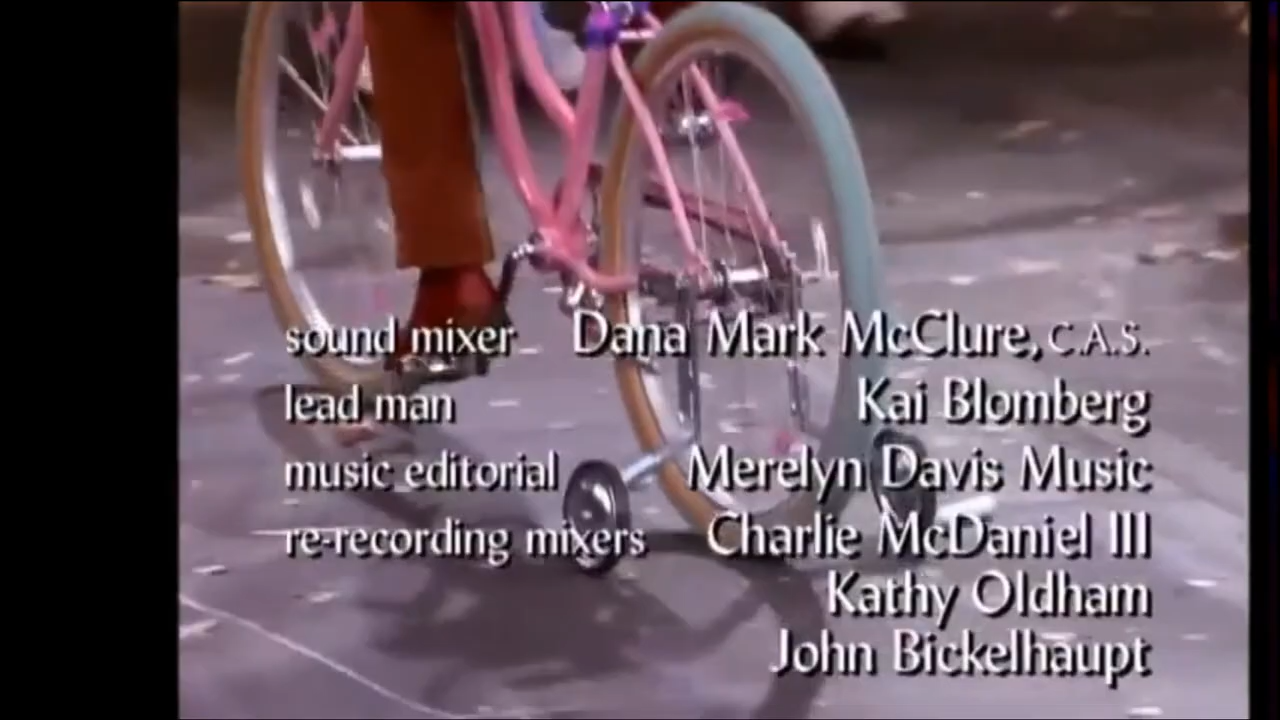 sound mixer Dana Mark McClure, C.A.S.
lead man Kai Blomberg
music editorial Merelyn Davis Music
re-recording mixers Charlie McDaniel III
Kathy Oldham
John Bickelhaupt